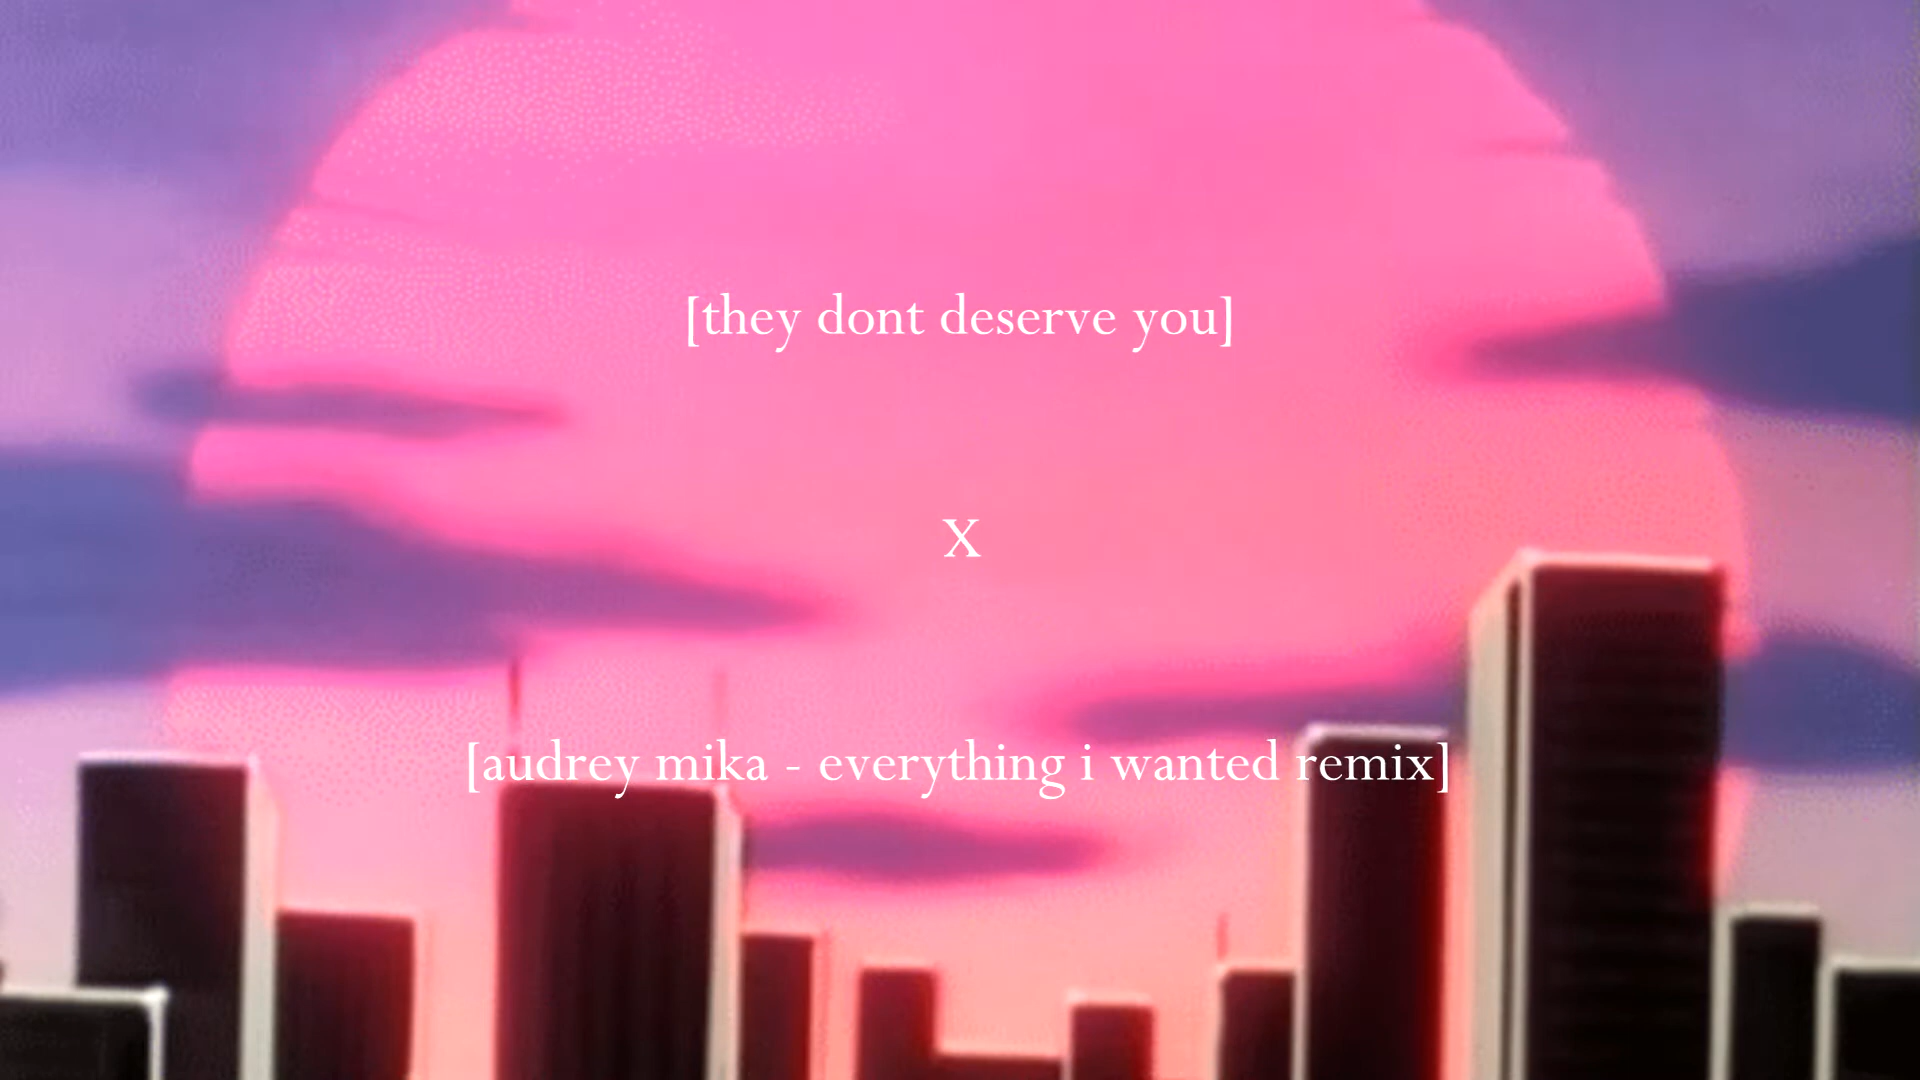 [they dont deserve you]
X
[audrey mika - everything i wanted remix]